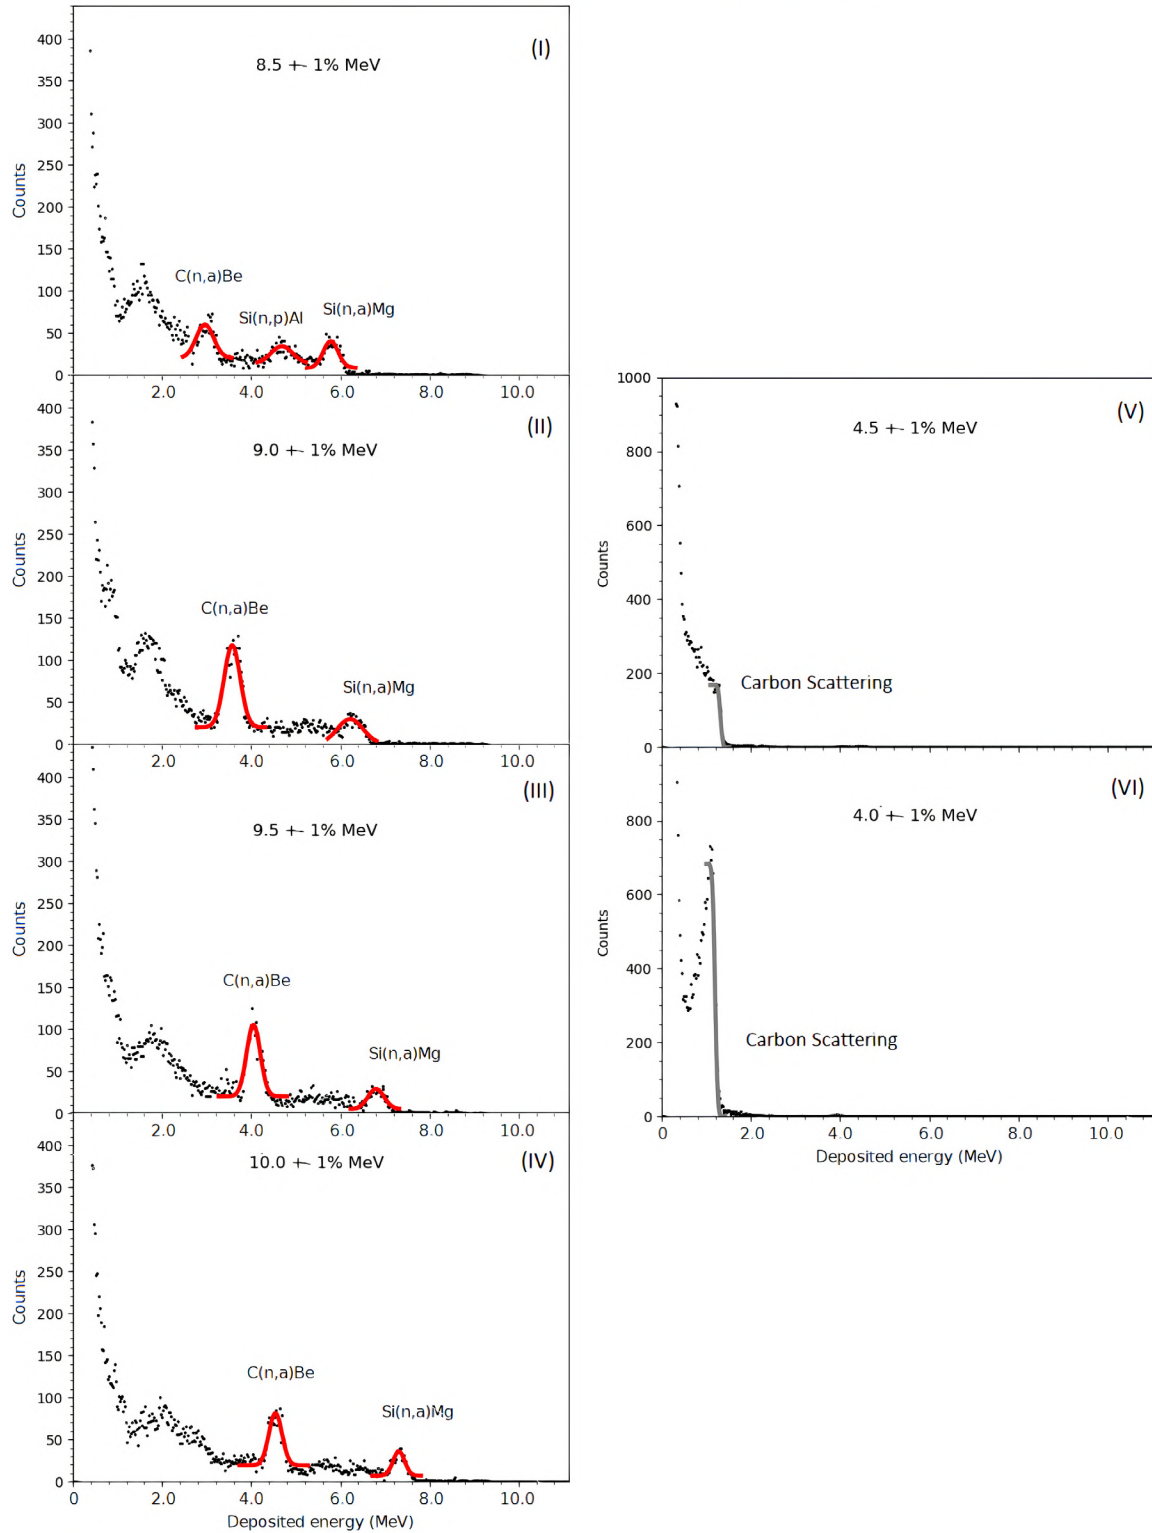 (I)
8.5 +- 1% MeV
400
350
300
250
200
150
100
50
0
Counts
C(n,a)Be
Si(n,p)Al
Si(n,a)Mg
2.0 4.0 6.0 8.0 10.0
(II)
9.0 +- 1% MeV
400
350
300
250
200
150
100
50
0
Counts
C(n,a)Be
Si(n,a)Mg
2.0 4.0 6.0 8.0 10.0
(III)
9.5 +- 1% MeV
400
350
300
250
200
150
100
50
0
Counts
C(n,a)Be
Si(n,a)Mg
2.0 4.0 6.0 8.0 10.0
(IV)
10.0 +- 1% MeV
400
350
300
250
200
150
100
50
0
Counts
C(n,a)Be
Si(n,a)Mg
0 2.0 4.0 6.0 8.0 10.0
Deposited energy (MeV)
(V)
4.5 +- 1% MeV
1000
800
600
400
200
0
Counts
Carbon Scattering
(VI)
4.0 +- 1% MeV
800
600
400
200
0
Counts
Carbon Scattering
0 2.0 4.0 6.0 8.0 10.0
Deposited energy (MeV)